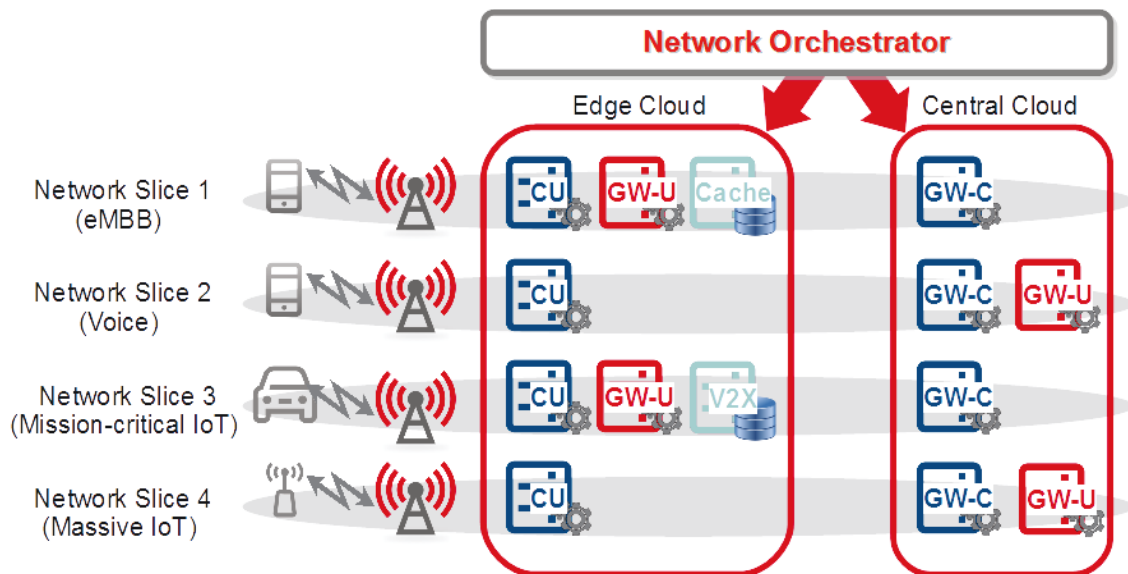 Network Orchestrator
Edge Cloud
Central Cloud
Network Slice 1
(eMBB)
CU
GW-U
Cache
GW-C
Network Slice 2
(Voice)
CU
GW-C
GW-U
Network Slice 3
(Mission-critical IoT)
CU
GW-U
V2X
GW-C
Network Slice 4
(Massive IoT)
CU
GW-C
GW-U